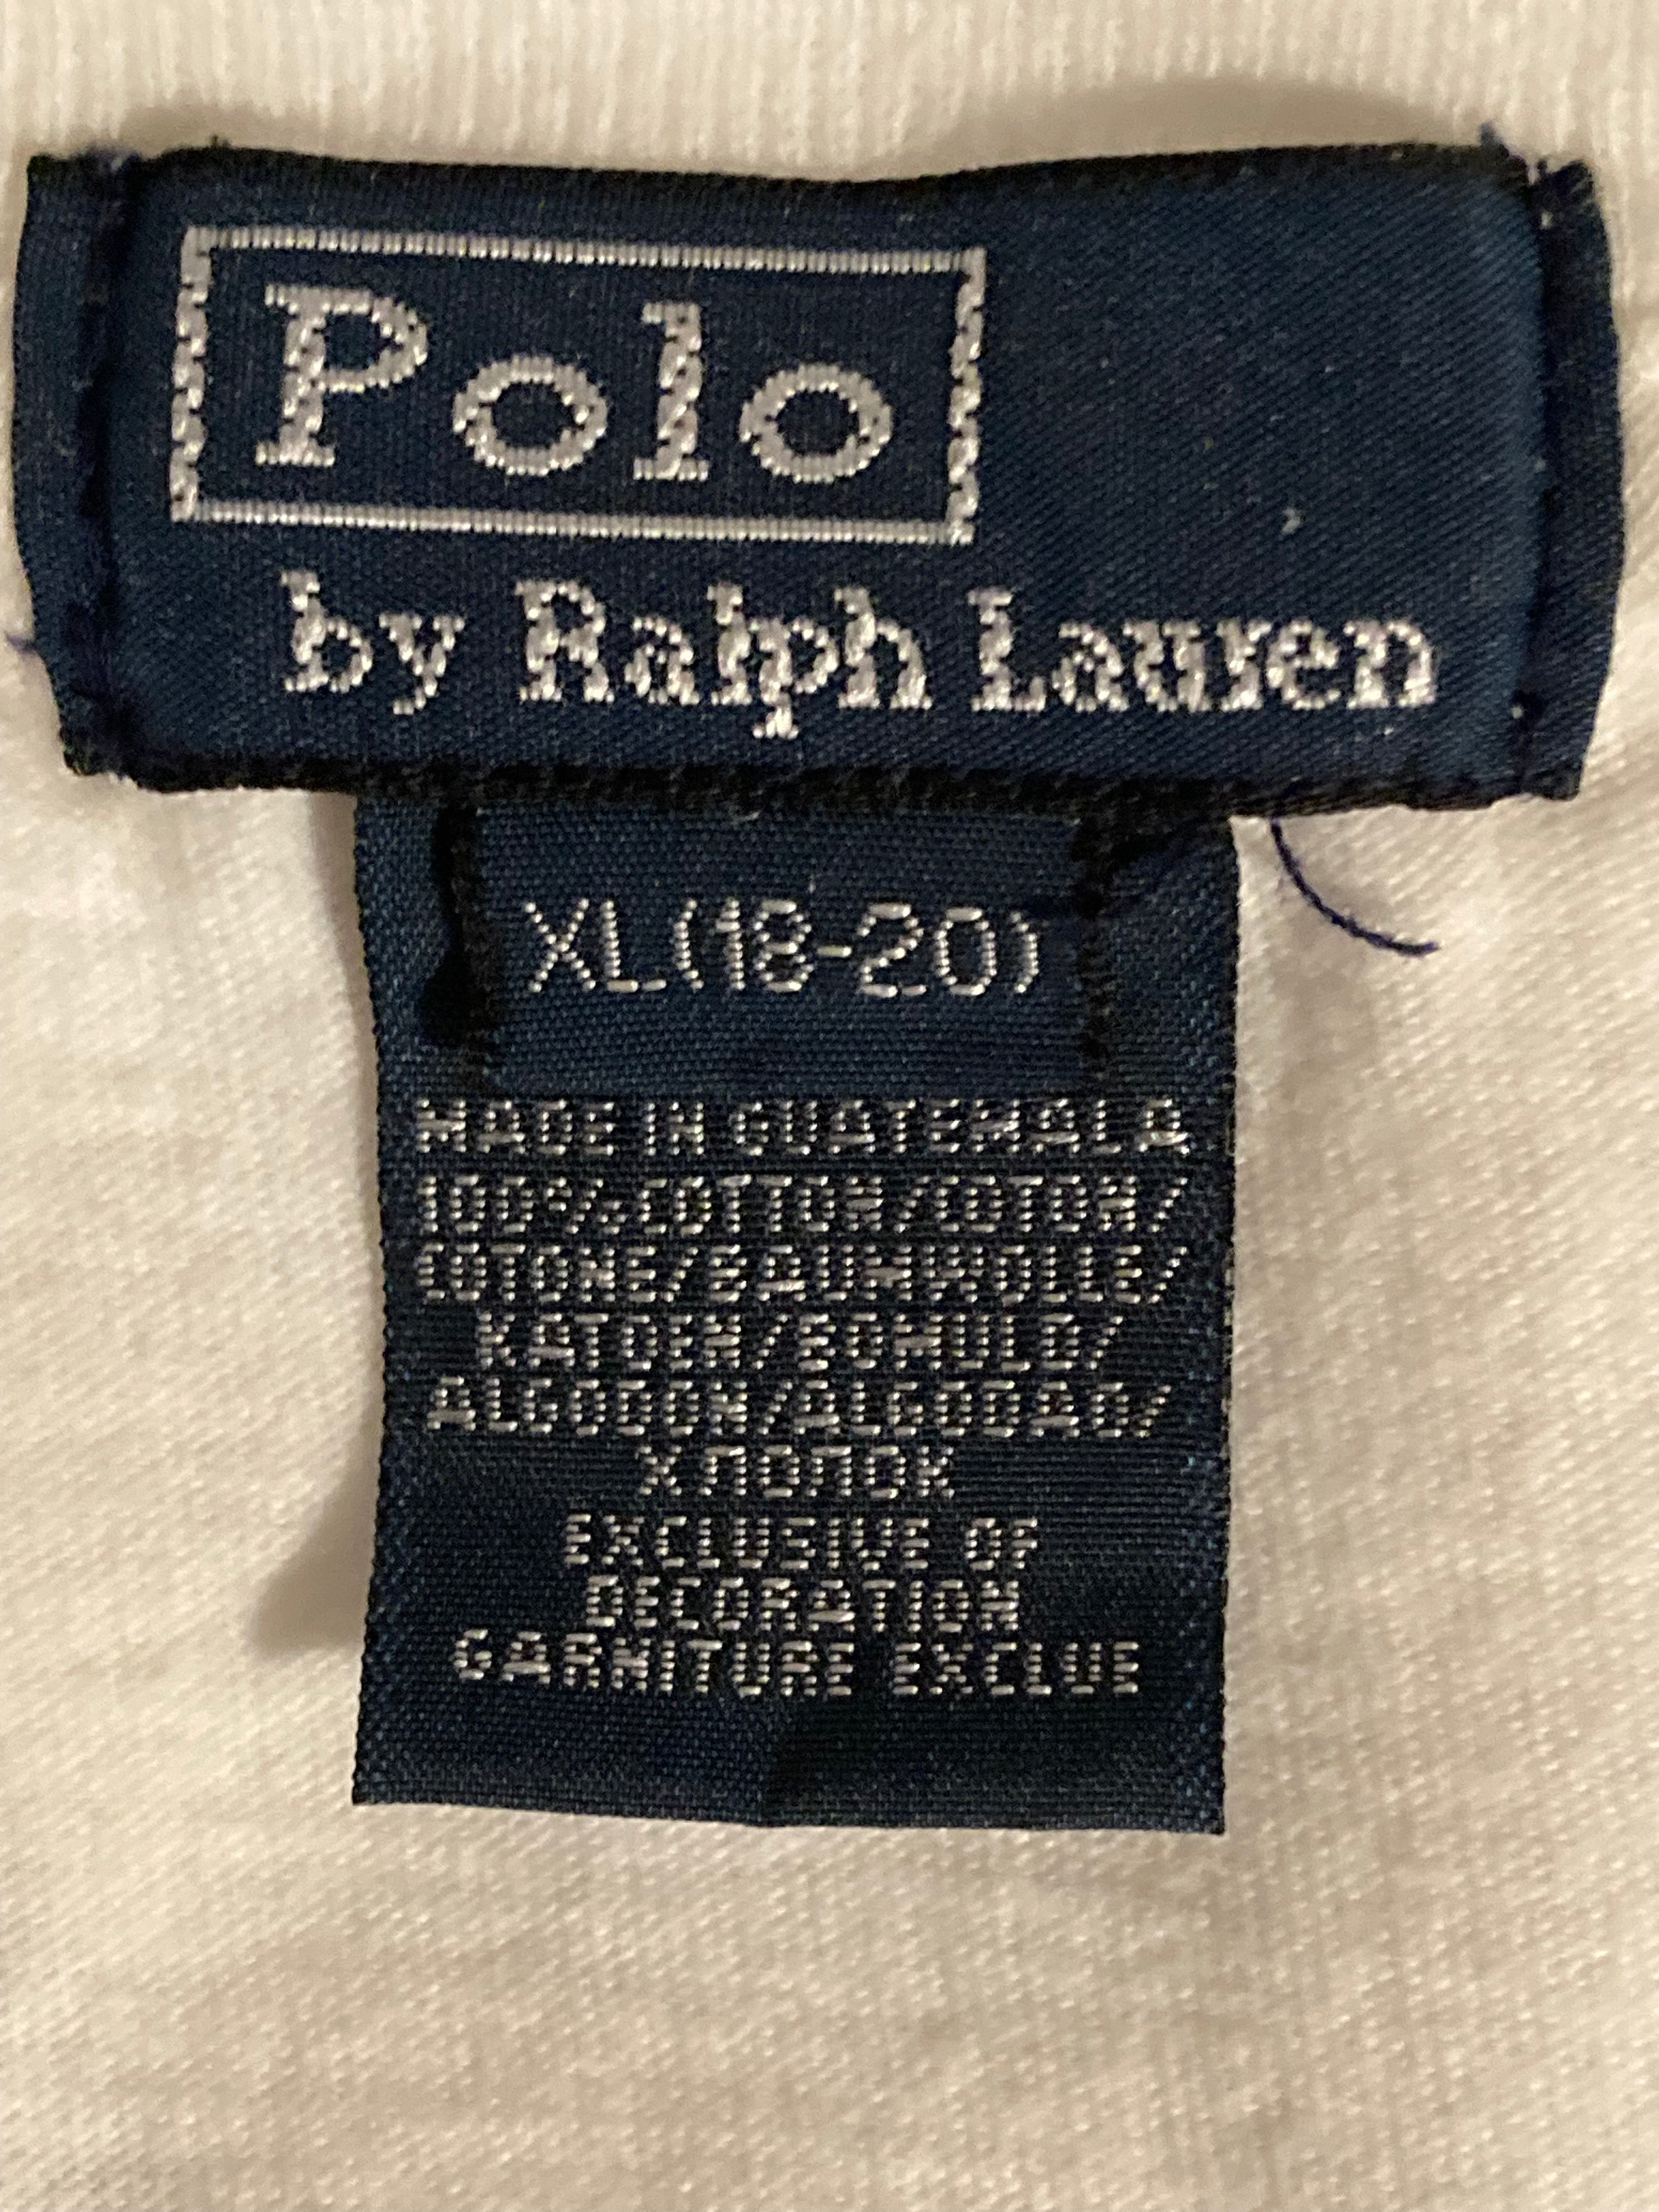 Polo
by Ralph Lauren
XL(18-20)
MADE IN GUATEMALA
100% COTTON/COTON/
COTONE/BAUMWOLLE/
KATOEN/BOMULD/
ALGODON/ALGODAO/
ХЛОПОК
EXCLUSIVE OF
DECORATION
GARNITURE EXCLUE